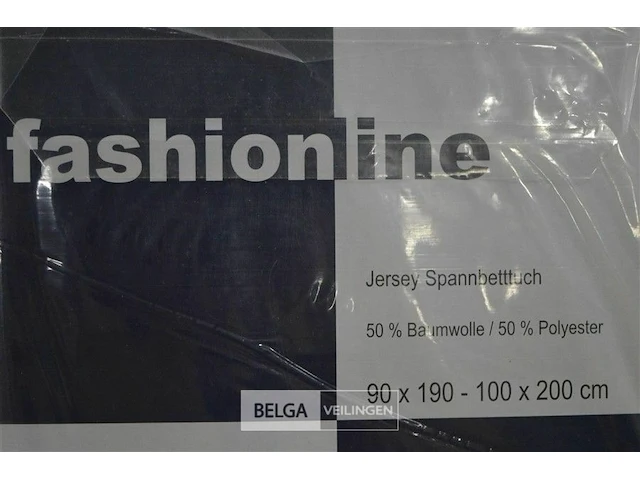 fashionline
Jersey Spannbetttuch
50 % Baumwolle / 50 % Polyester
90 x 190 - 100 x 200 cm
BELGA VEILINGEN